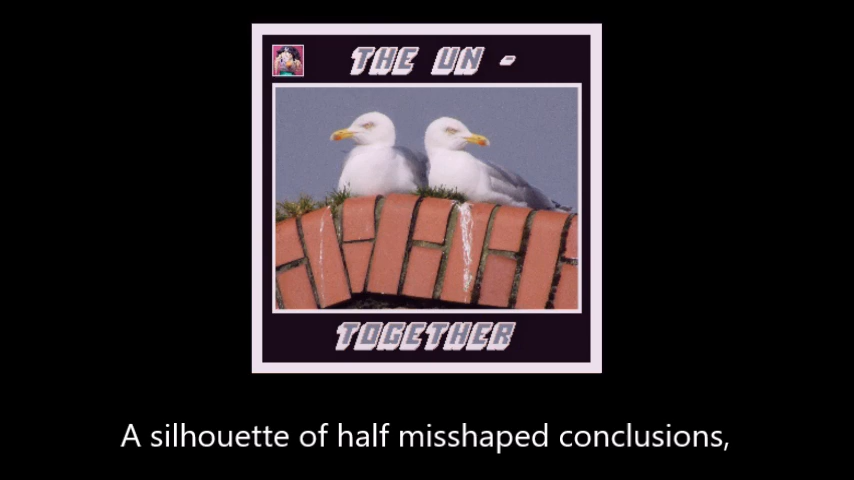 THE UN -
TOGETHER
A silhouette of half misshaped conclusions,